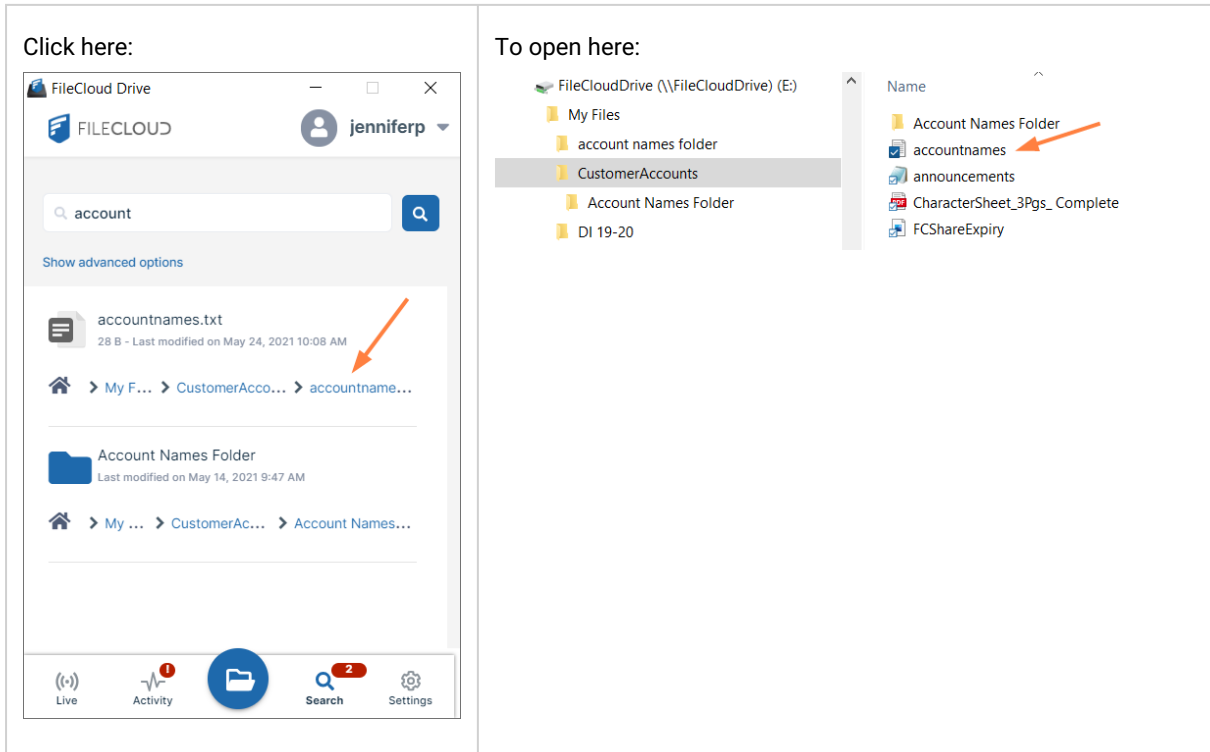 Click here:
FileCloud Drive
FILECLOUD
jenniferp
account
Show advanced options
accountnames.txt
28 B - Last modified on May 24, 2021 10:08 AM
My F... CustomerAcco... accountname...
Account Names Folder
Last modified on May 14, 2021 9:47 AM
My ... CustomerAc... Account Names...
!
2
Live
Activity
Search
Settings
To open here:
FileCloudDrive (\\FileCloudDrive) (E:)
My Files
account names folder
CustomerAccounts
Account Names Folder
DI 19-20
Name
Account Names Folder
accountnames
announcements
PDF
CharacterSheet_3Pgs_ Complete
FCShareExpiry